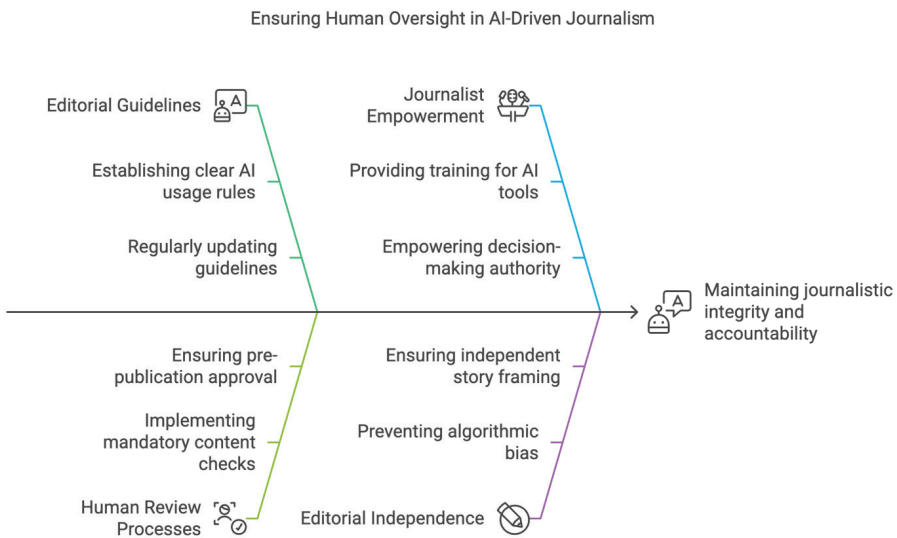 Ensuring Human Oversight in AI-Driven Journalism
Editorial Guidelines
A
Establishing clear AI
usage rules
Regularly updating
guidelines
Journalist
Empowerment
Providing training for AI
tools
Empowering decision-
making authority
Maintaining journalistic
integrity and
accountability
A
Ensuring pre-
publication approval
Implementing
mandatory content
checks
Human Review
Processes
Ensuring independent
story framing
Preventing algorithmic
bias
Editorial Independence